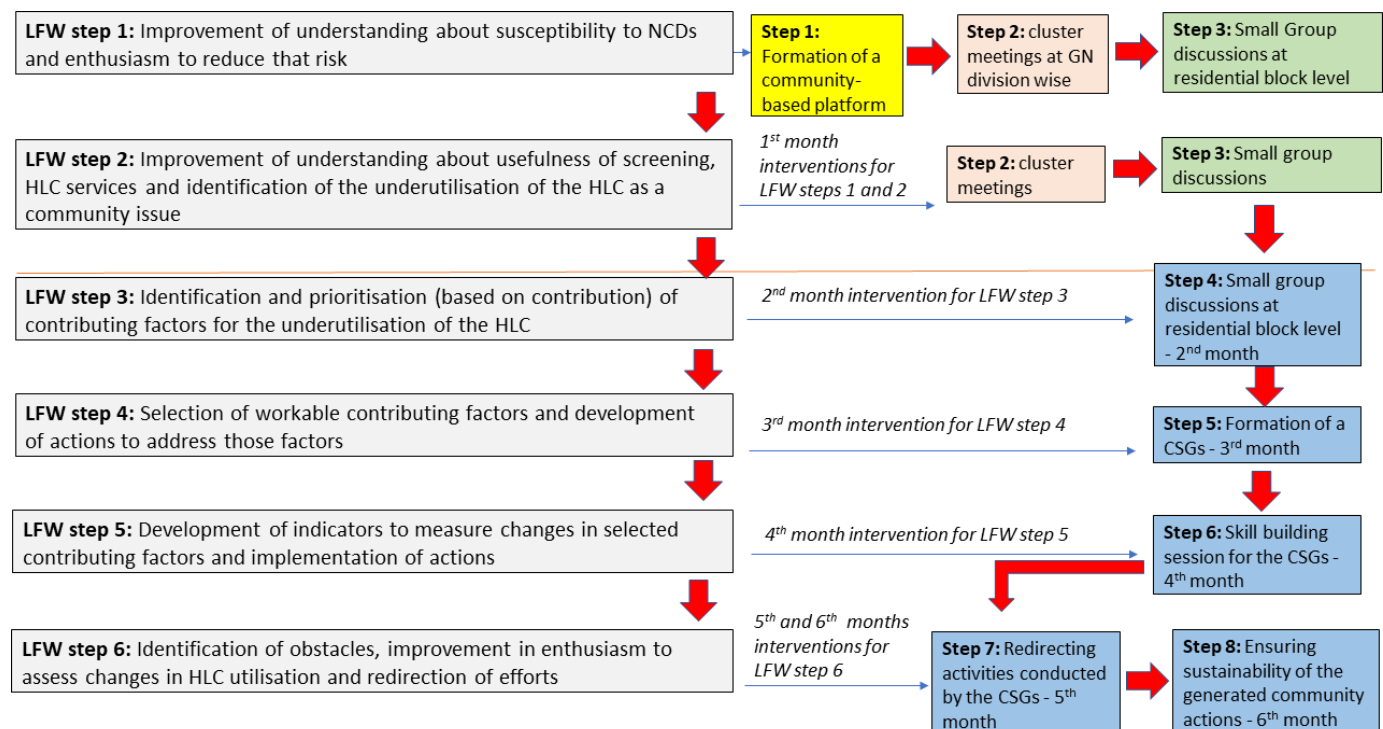 LFW step 1: Improvement of understanding about susceptibility to NCDs
and enthusiasm to reduce that risk
Step 1:
Formation of a
community-
based platform
Step 2: cluster
meetings at GN
division wise
Step 3: Small Group
discussions at
residential block level
LFW step 2: Improvement of understanding about usefulness of screening,
HLC services and identification of the underutilisation of the HLC as a
community issue
1st month
interventions for
LFW steps 1 and 2
Step 2: cluster
meetings
Step 3: Small group
discussions
LFW step 3: Identification and prioritisation (based on contribution) of
contributing factors for the underutilisation of the HLC
2nd month intervention for LFW step 3
Step 4: Small group
discussions at
residential block level
- 2nd month
LFW step 4: Selection of workable contributing factors and development
of actions to address those factors
3rd month intervention for LFW step 4
Step 5: Formation of a
CSGs - 3rd month
LFW step 5: Development of indicators to measure changes in selected
contributing factors and implementation of actions
4th month intervention for LFW step 5
Step 6: Skill building
session for the CSGs -
4th month
LFW step 6: Identification of obstacles, improvement in enthusiasm to
assess changes in HLC utilisation and redirection of efforts
5th and 6th months
interventions for
LFW step 6
Step 7: Redirecting
activities conducted
by the CSGs - 5th
month
Step 8: Ensuring
sustainability of the
generated community
actions - 6th month